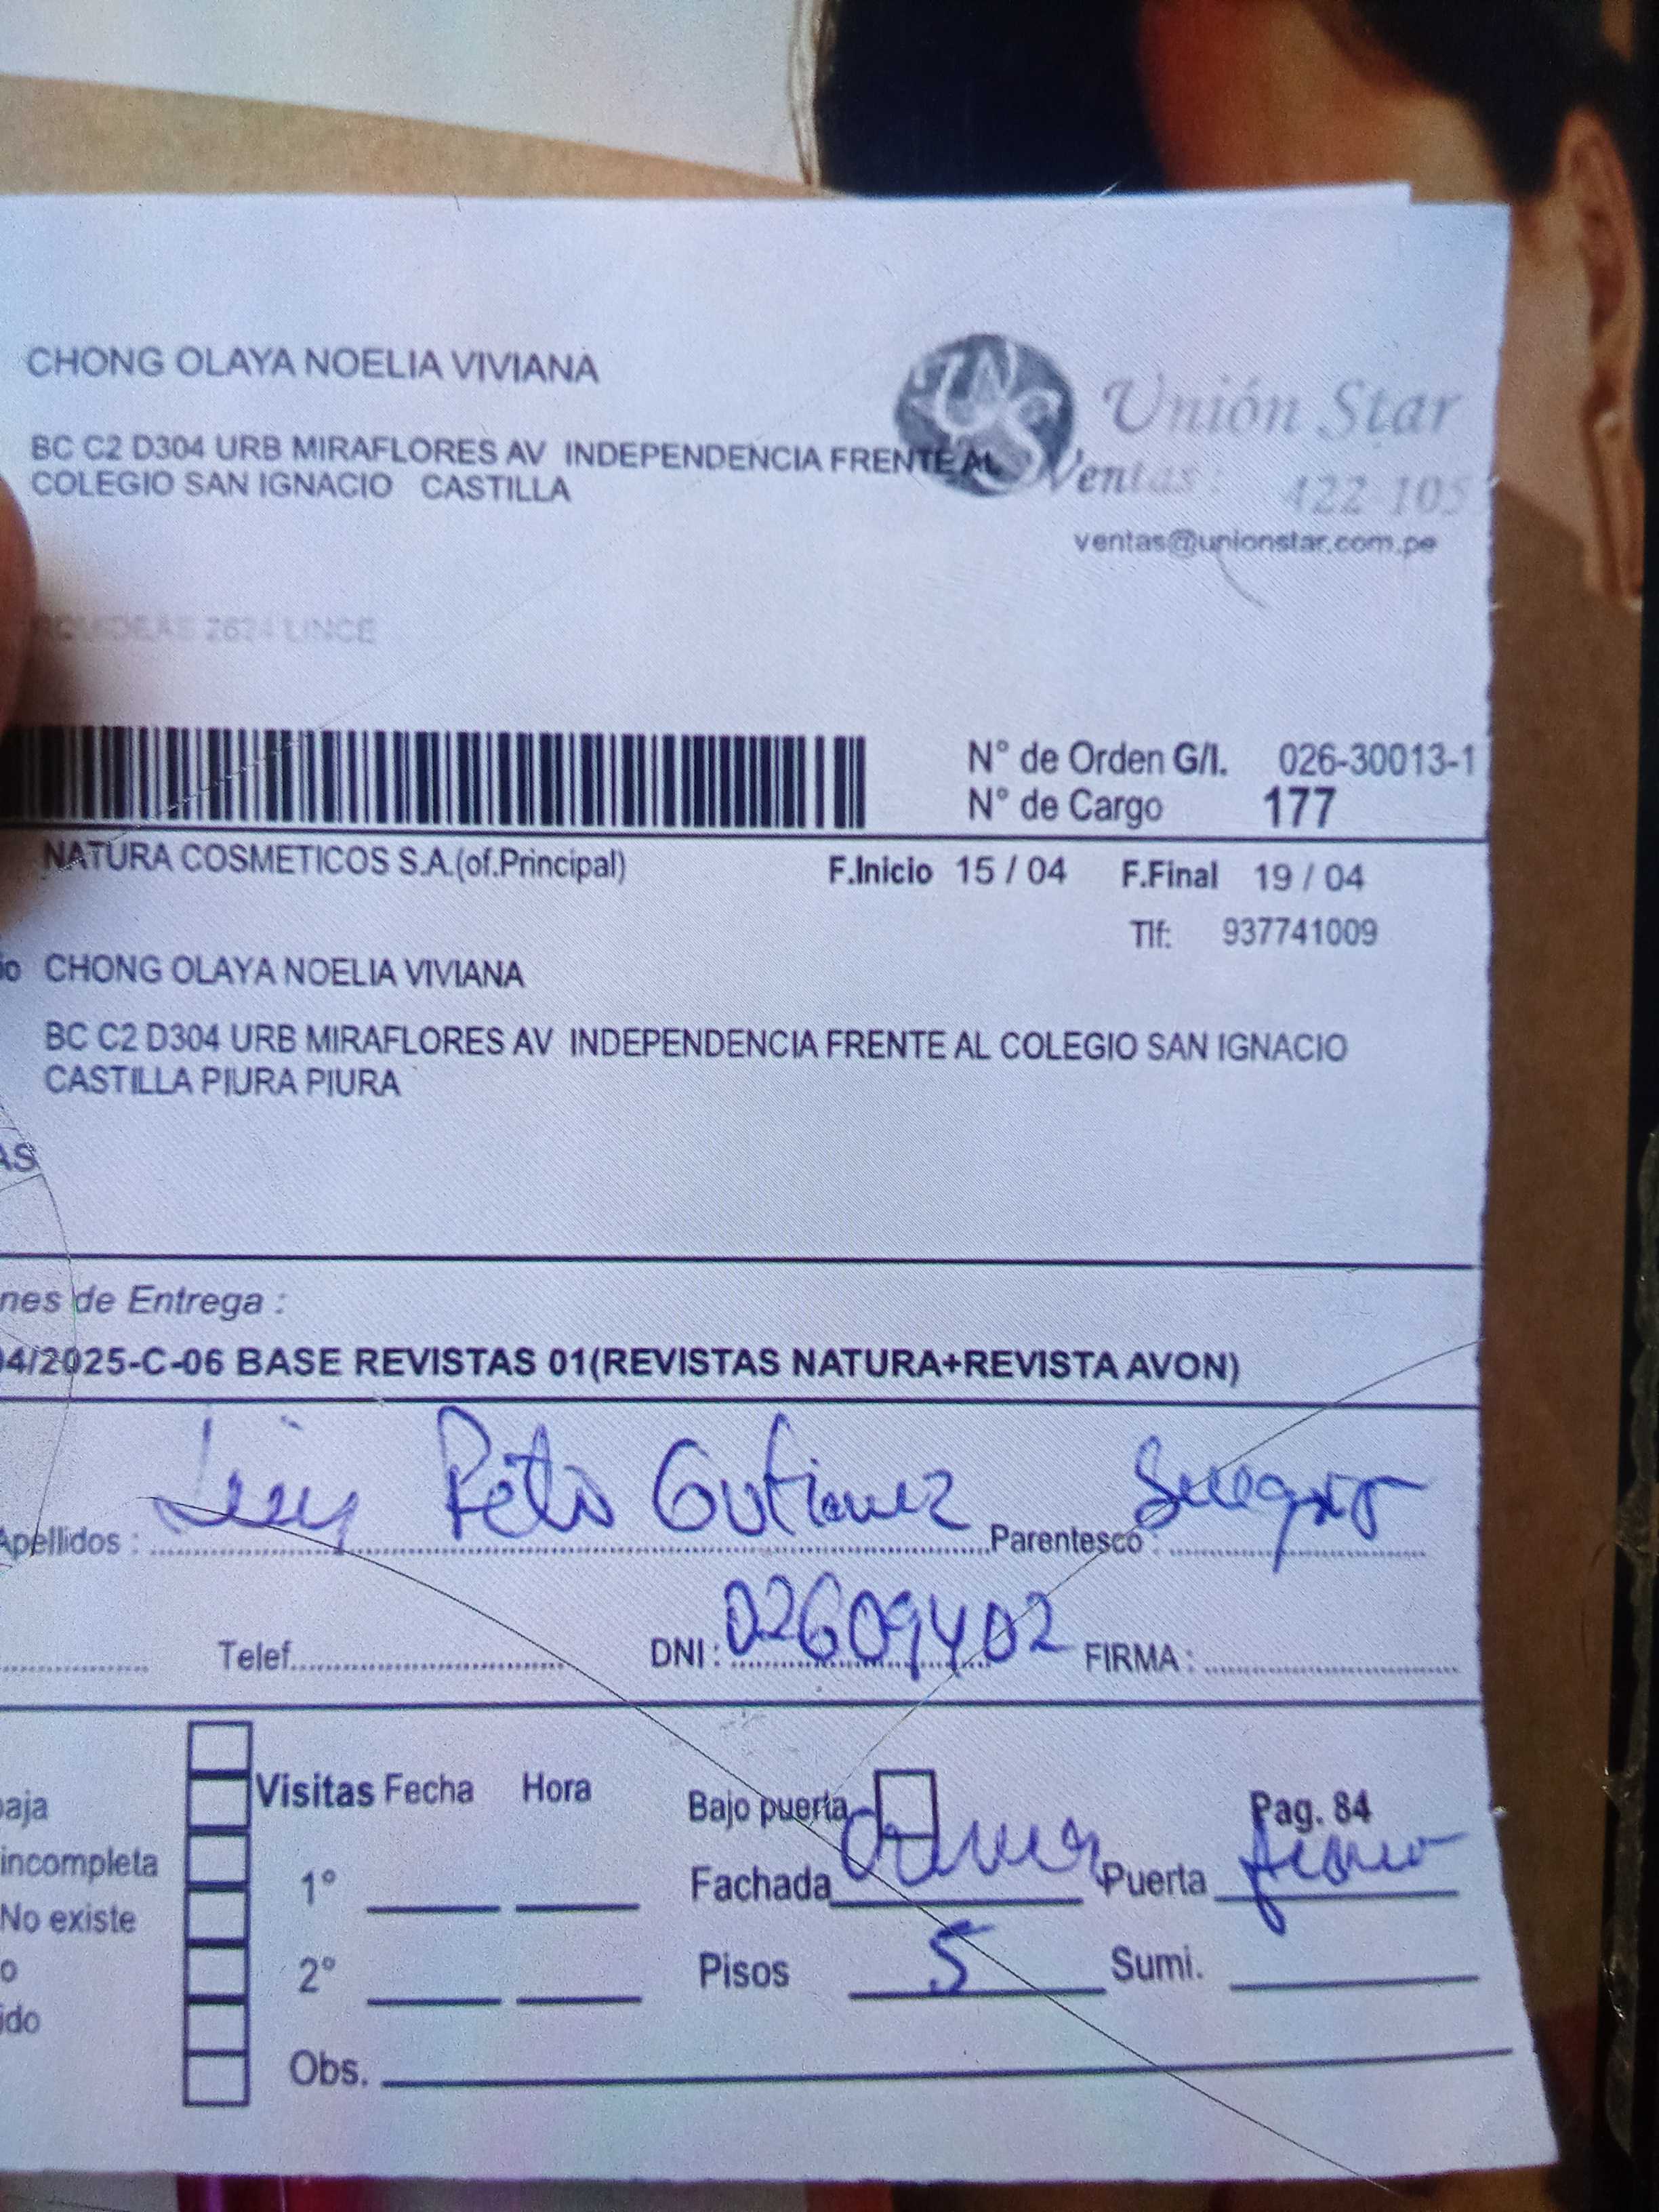 CHONG OLAYA NOELIA VIVIANA
BC C2 D304 URB MIRAFLORES AV INDEPENDENCIA FRENTE AL
COLEGIO SAN IGNACIO CASTILLA
Unión Star
Ventas: 422 105
ventas@unionstar.com.pe
2624 LINCE
N° de Orden G/I. 026-30013-1
N° de Cargo 177
NATURA COSMETICOS S.A.(of.Principal) F.Inicio 15 / 04 F.Final 19 / 04
Tlf: 937741009
io CHONG OLAYA NOELIA VIVIANA
BC C2 D304 URB MIRAFLORES AV INDEPENDENCIA FRENTE AL COLEGIO SAN IGNACIO
CASTILLA PIURA PIURA
AS
nes de Entrega :
04/2025-C-06 BASE REVISTAS 01(REVISTAS NATURA+REVISTA AVON)
Apellidos : Luis Gutierrez Parentesco : Suegro
Telef. DNI : 02609402 FIRMA :
Visitas Fecha Hora Bajo puerta Pag. 84
baja
incompleta 1° Fachada Puerta
No existe
o 2° Pisos 5 Sumi.
ido
Obs.